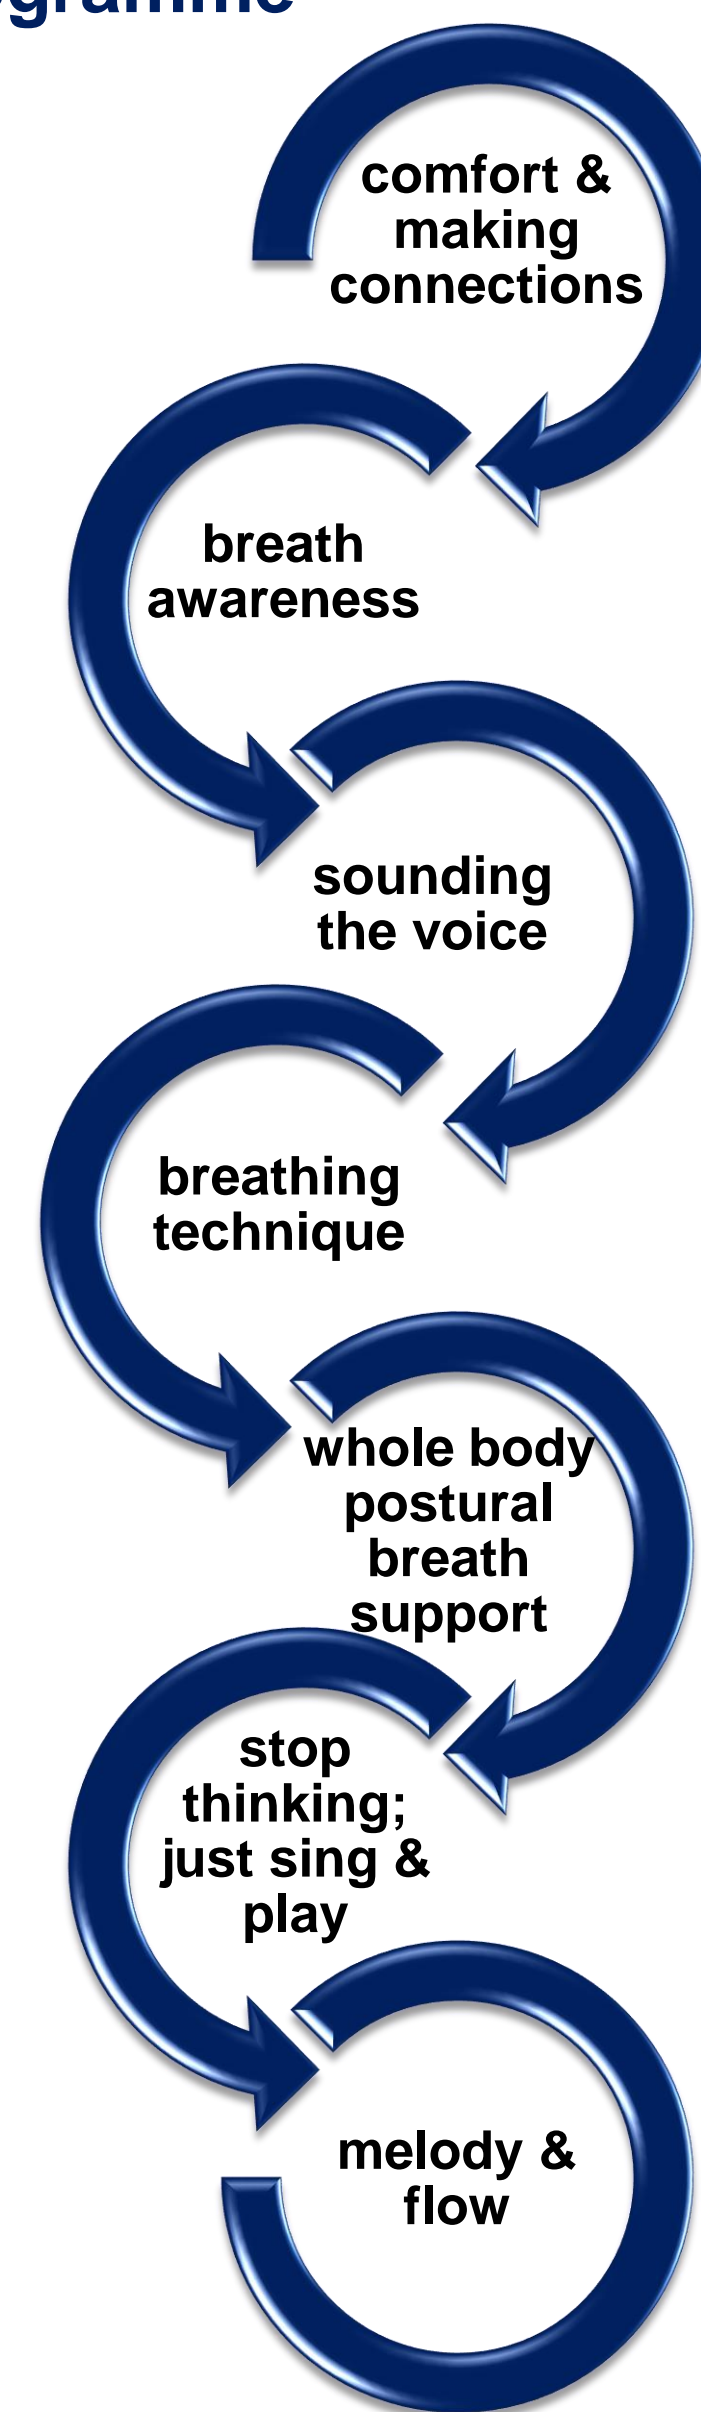 comfort &
making
connections
breath
awareness
sounding
the voice
breathing
technique
whole body
postural
breath
support
stop
thinking;
just sing &
play
melody &
flow